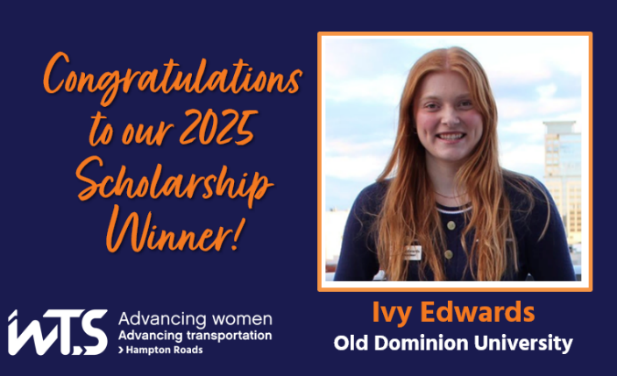 Congratulations
to our 2025
Scholarship
Winner!
Ivy Edwards
Old Dominion University
WTS
Advancing women
Advancing transportation
> Hampton Roads